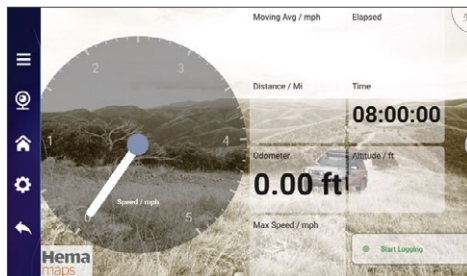 Moving Avg / mph
Elapsed
2
3
Distance / Mi
Time
08:00:00
1
4
Odometer
Altitude / ft
0.00 ft
Speed / mph
5
Max Speed / mph
Start Logging
Hema
maps